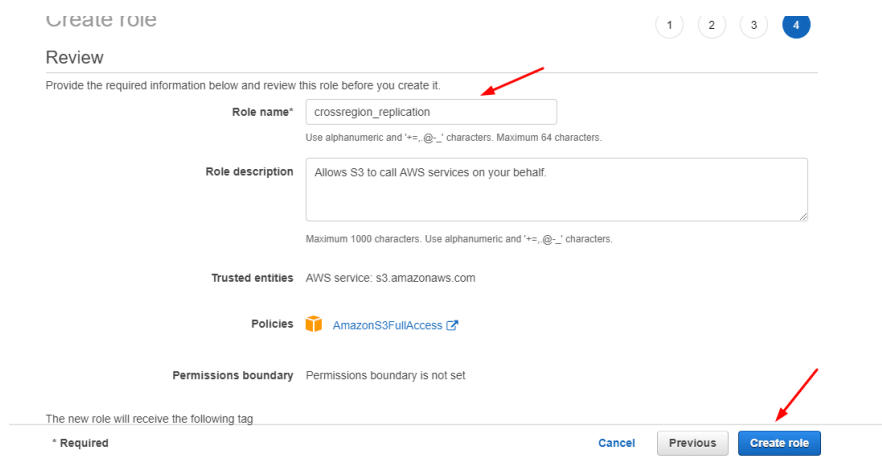 Create role
1 2 3 4
Review
Provide the required information below and review this role before you create it.
Role name* crossregion_replication
Use alphanumeric and '+=,.@-_' characters. Maximum 64 characters.
Role description Allows S3 to call AWS services on your behalf.
Maximum 1000 characters. Use alphanumeric and '+=,.@-_' characters.
Trusted entities AWS service: s3.amazonaws.com
Policies AmazonS3FullAccess
Permissions boundary Permissions boundary is not set
The new role will receive the following tag
* Required Cancel Previous Create role